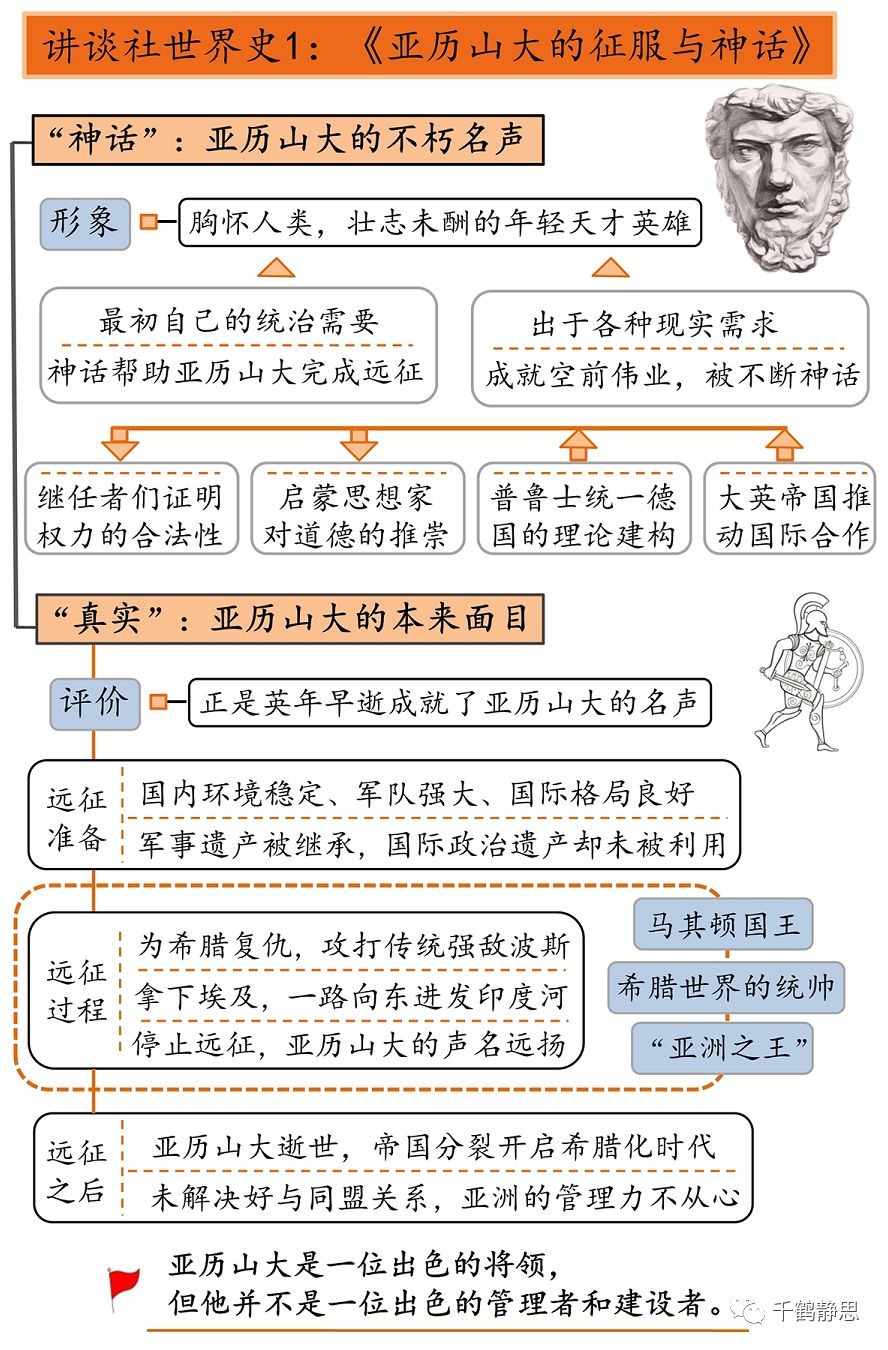 讲谈社世界史1：《亚历山大的征服与神话》
“神话”：亚历山大的不朽名声
形象
胸怀人类，壮志未酬的年轻天才英雄
最初自己的统治需要
神话帮助亚历山大完成远征
出于各种现实需求
成就空前伟业，被不断神话
继任者们证明
权力的合法性
启蒙思想家
对道德的推崇
普鲁士统一德
国的理论建构
大英帝国推
动国际合作
“真实”：亚历山大的本来面目
评价
正是英年早逝成就了亚历山大的名声
远征
准备
国内环境稳定、军队强大、国际格局良好
军事遗产被继承，国际政治遗产却未被利用
远征
过程
为希腊复仇，攻打传统强敌波斯
拿下埃及，一路向东进发印度河
停止远征，亚历山大的声名远扬
马其顿国王
希腊世界的统帅
“亚洲之王”
远征
之后
亚历山大逝世，帝国分裂开启希腊化时代
未解决好与同盟关系，亚洲的管理力不从心
亚历山大是一位出色的将领，
但他并不是一位出色的管理者和建设者。
千鹤静思